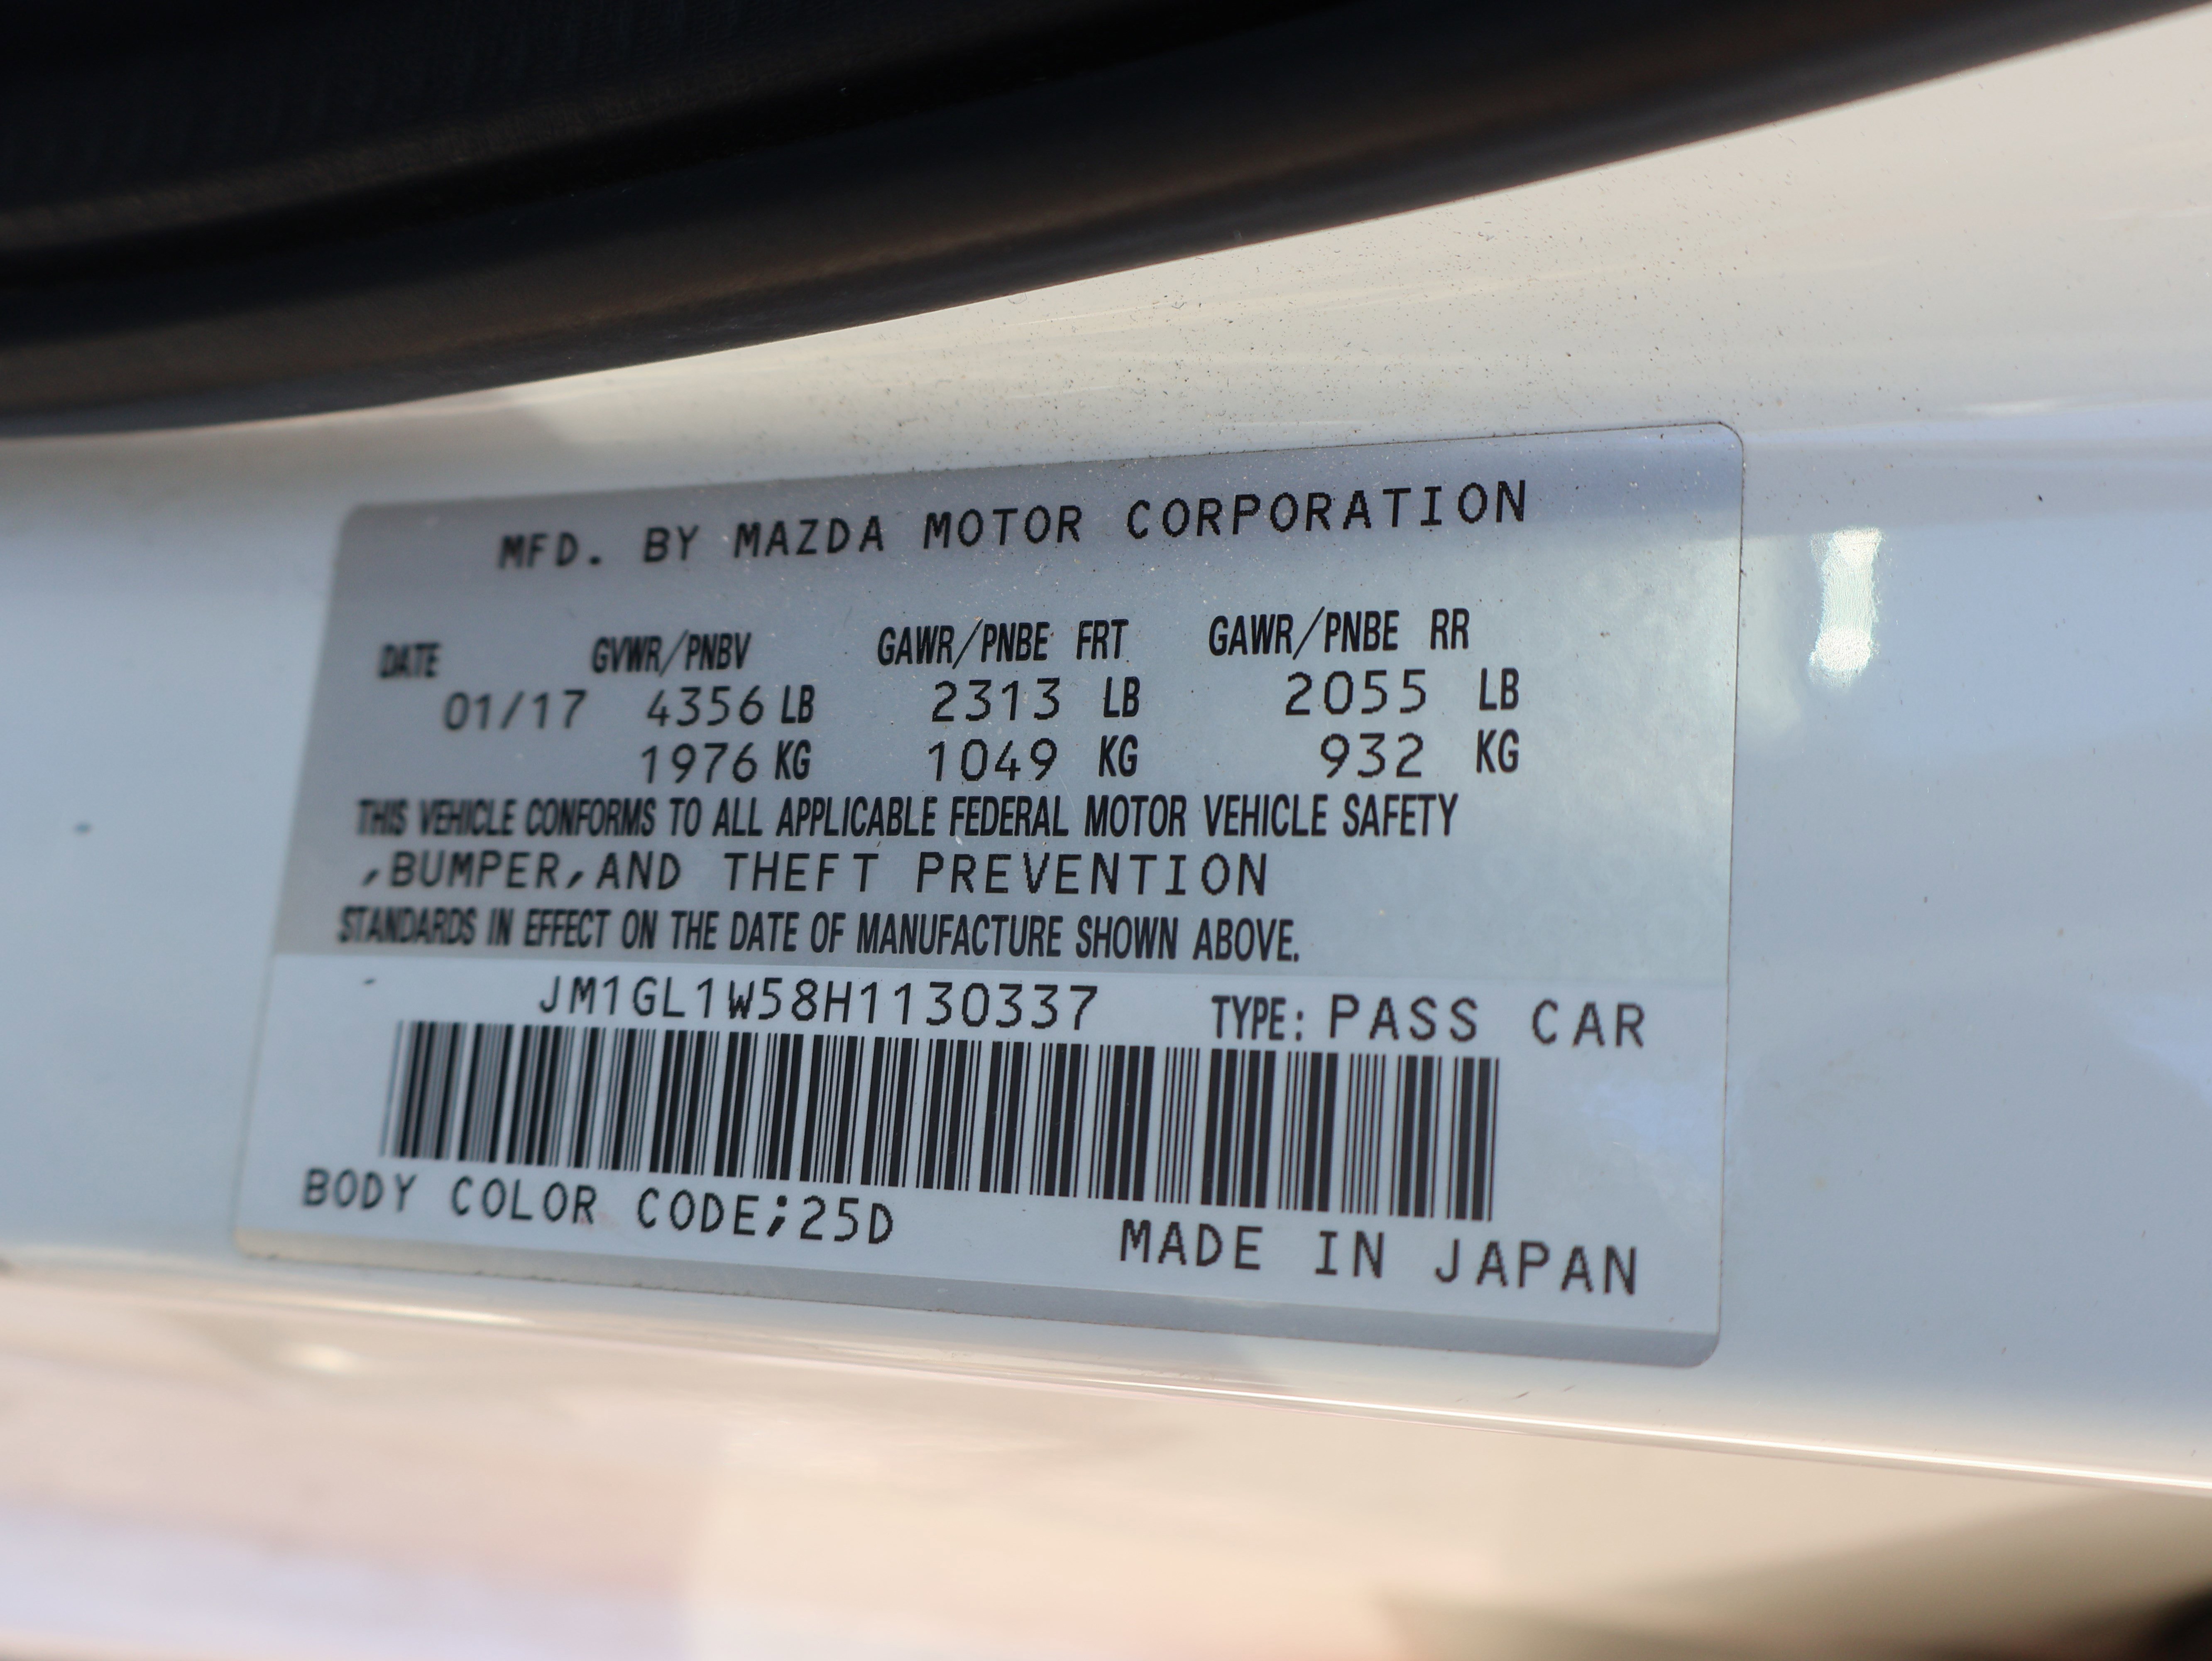 MFD. BY MAZDA MOTOR CORPORATION
DATE GVWR/PNBV GAWR/PNBE FRT GAWR/PNBE RR
01/17 4356 LB 2313 LB 2055 LB
1976 KG 1049 KG 932 KG
THIS VEHICLE CONFORMS TO ALL APPLICABLE FEDERAL MOTOR VEHICLE SAFETY
,BUMPER,AND THEFT PREVENTION
STANDARDS IN EFFECT ON THE DATE OF MANUFACTURE SHOWN ABOVE.
JM1GL1W58H1130337 TYPE: PASS CAR
BODY COLOR CODE;25D
MADE IN JAPAN